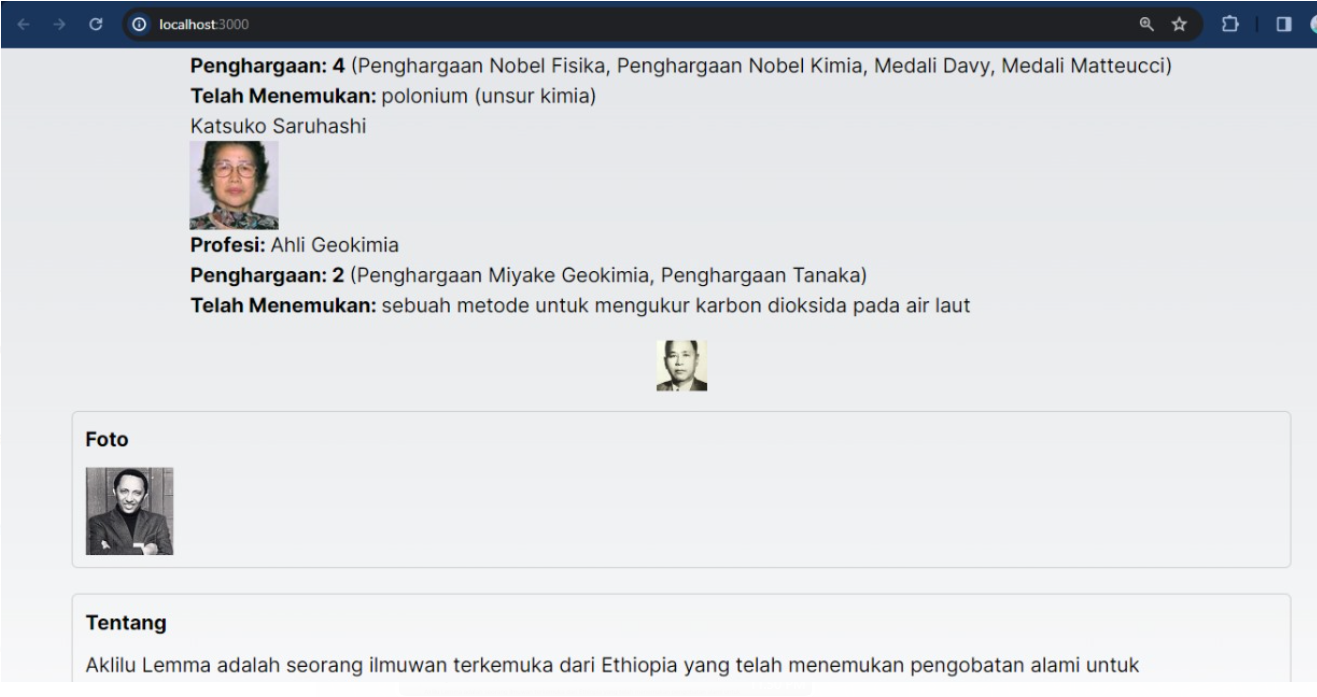 localhost:3000
Penghargaan: 4 (Penghargaan Nobel Fisika, Penghargaan Nobel Kimia, Medali Davy, Medali Matteucci)
Telah Menemukan: polonium (unsur kimia)
Katsuko Saruhashi
Profesi: Ahli Geokimia
Penghargaan: 2 (Penghargaan Miyake Geokimia, Penghargaan Tanaka)
Telah Menemukan: sebuah metode untuk mengukur karbon dioksida pada air laut
Foto
Tentang
Aklilu Lemma adalah seorang ilmuwan terkemuka dari Ethiopia yang telah menemukan pengobatan alami untuk